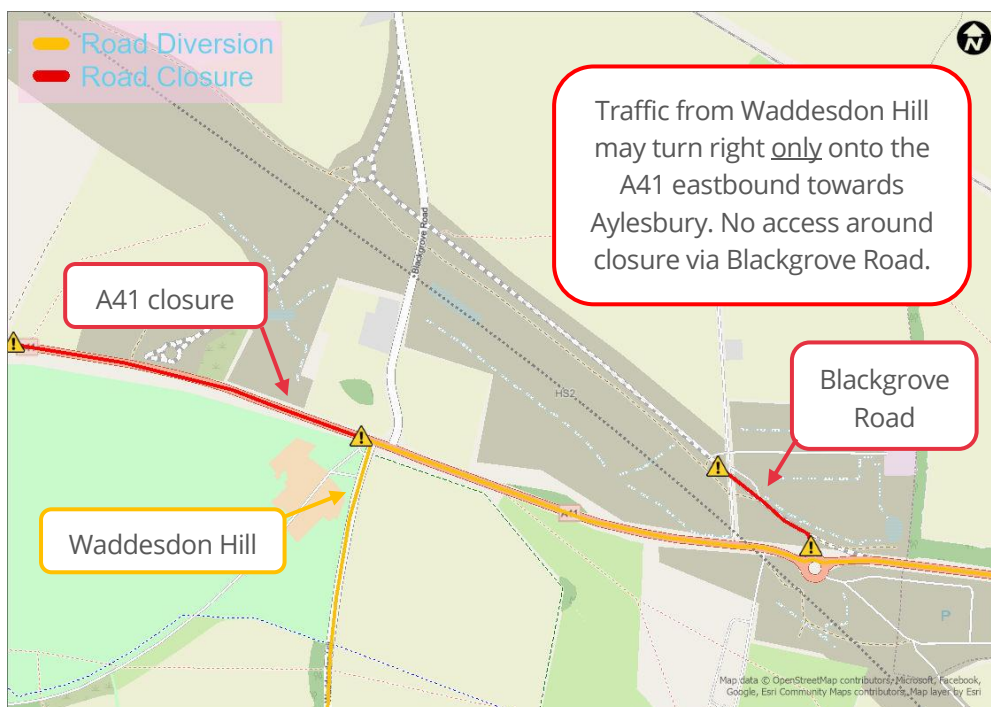 Road Diversion
Road Closure
N
Traffic from Waddesdon Hill
may turn right only onto the
A41 eastbound towards
Aylesbury. No access around
closure via Blackgrove Road.
Blackgrove Road
A41 closure
HS2
Blackgrove
Road
A41
Waddesdon Hill
P
Map data © OpenStreetMap contributors, Microsoft, Facebook,
Google, Esri Community Maps contributors, Map layer by Esri